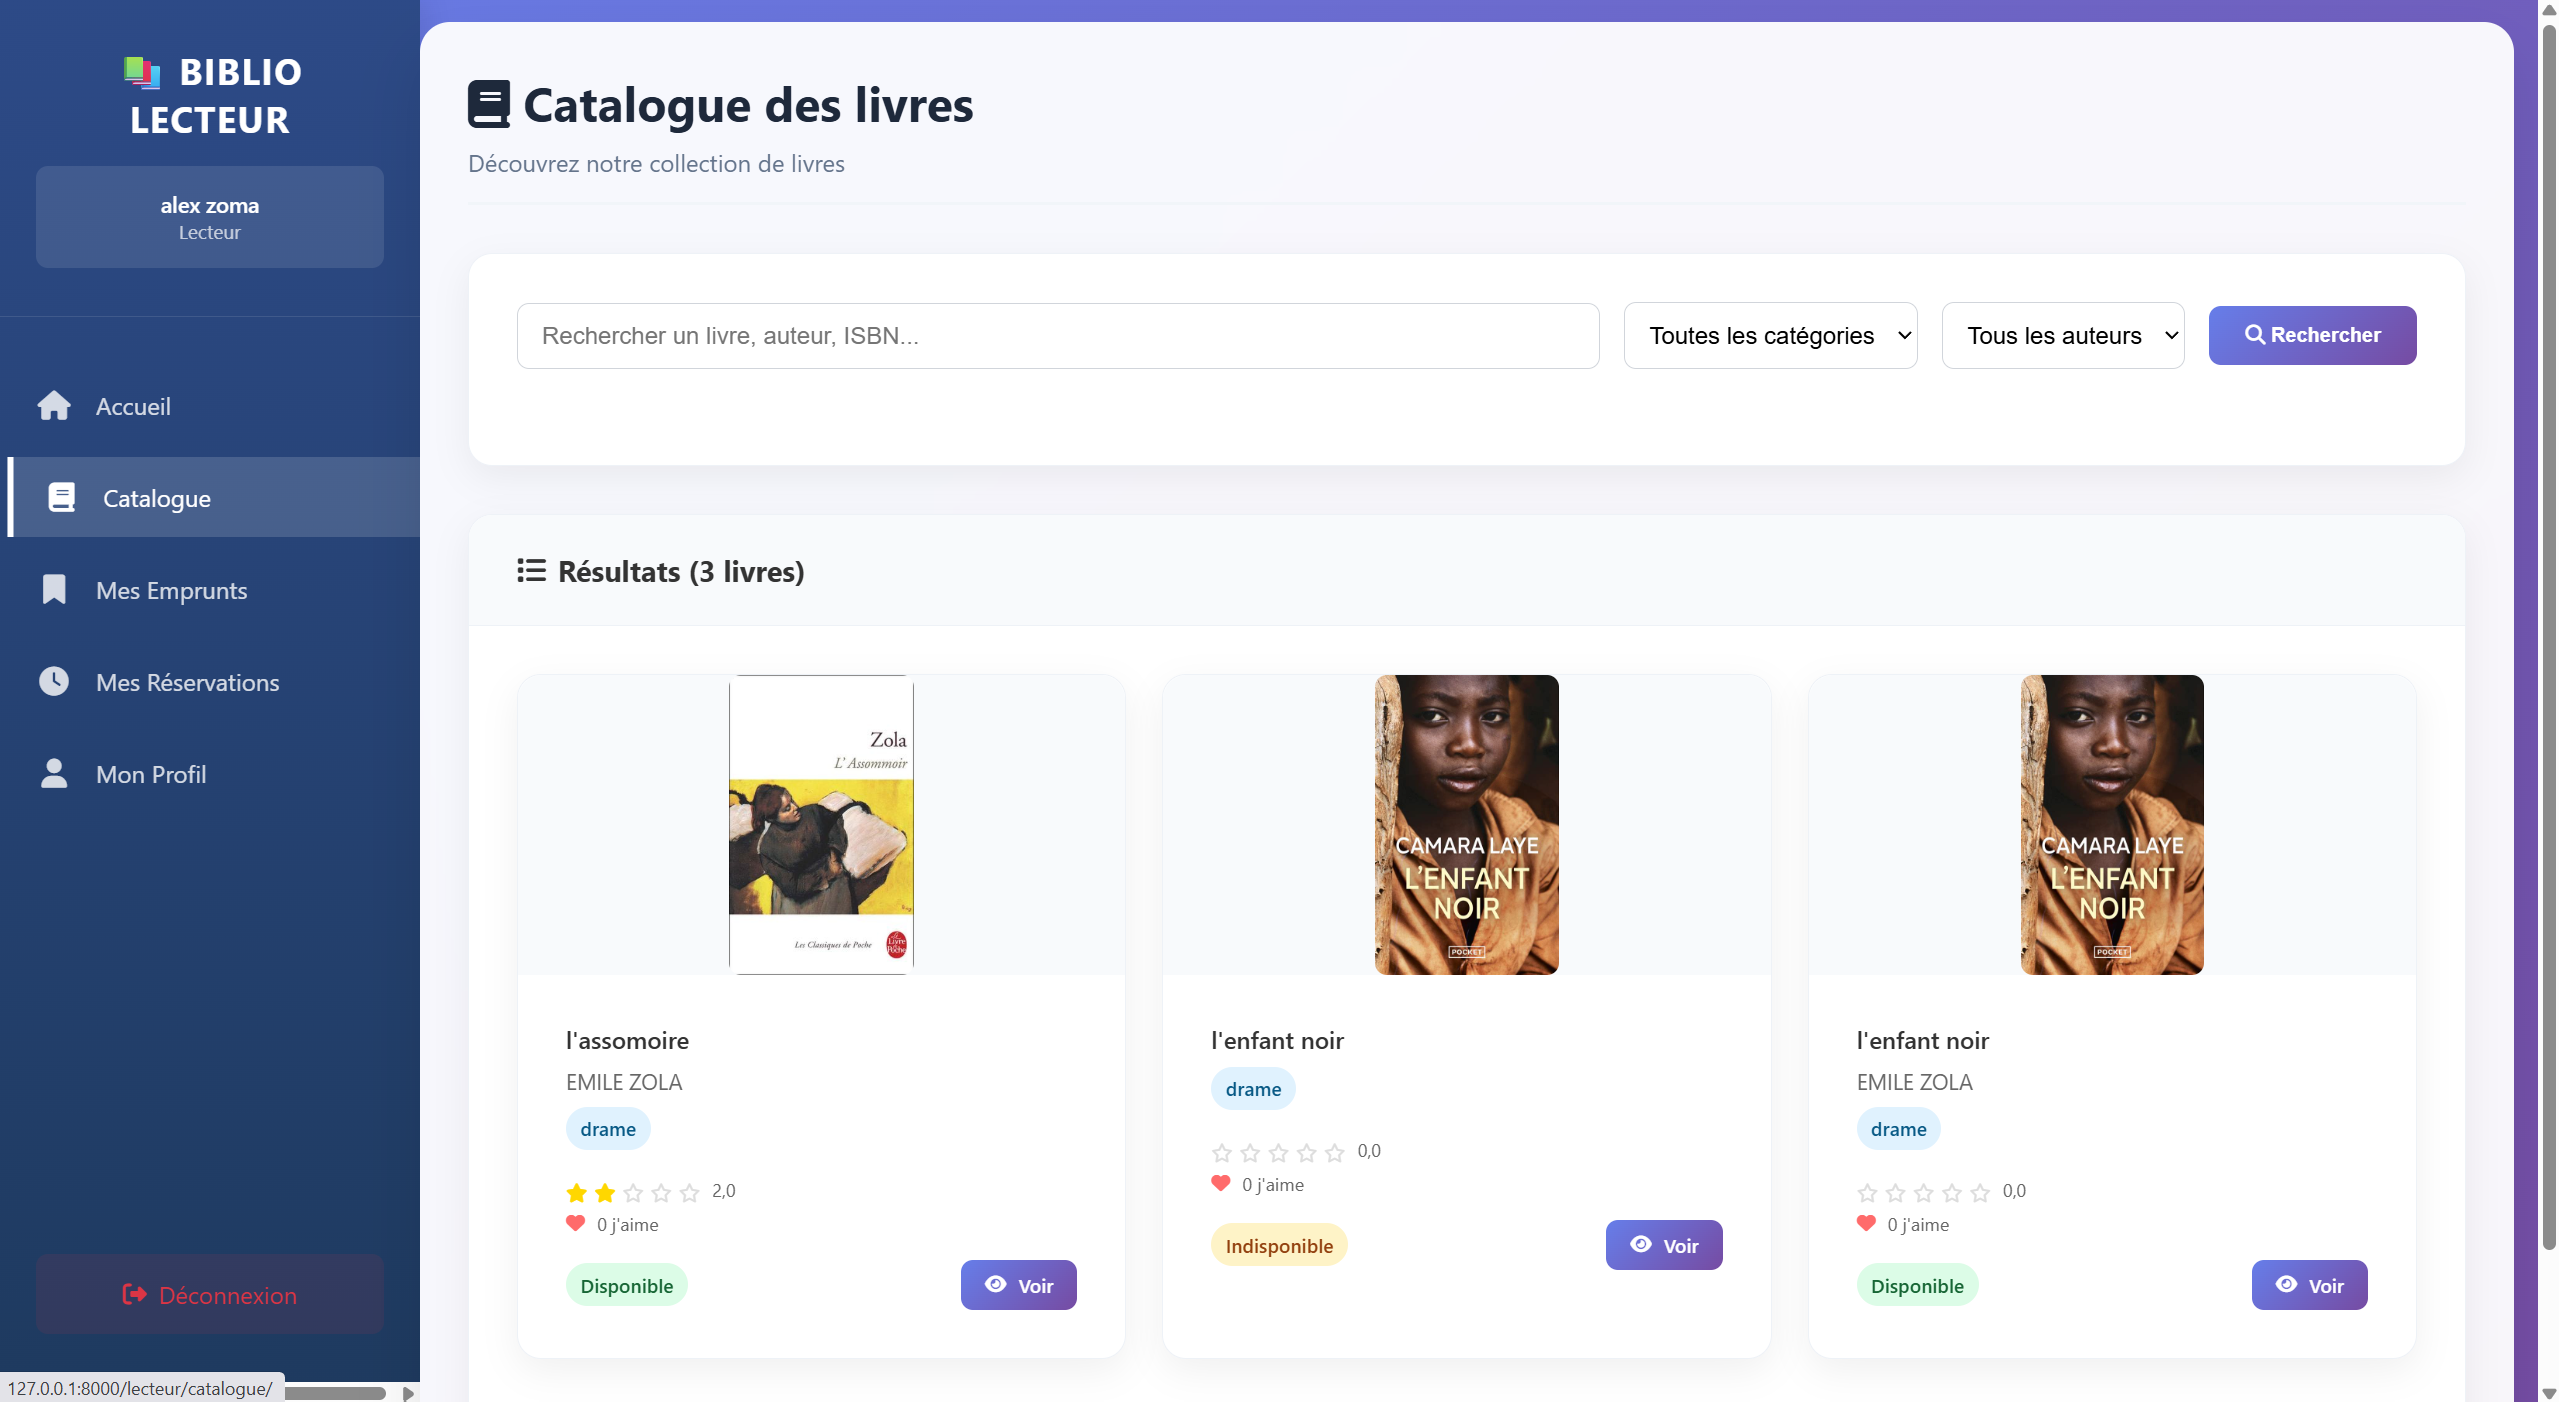 BIBLIO
LECTEUR
alex zoma
Lecteur
Accueil
Catalogue
Mes Emprunts
Mes Réservations
Mon Profil
Déconnexion
127.0.0.1:8000/lecteur/catalogue/
Catalogue des livres
Découvrez notre collection de livres
Rechercher un livre, auteur, ISBN...
Toutes les catégories
Tous les auteurs
Rechercher
Résultats (3 livres)
Zola
L'Assommoir
Les Classiques de Poche
Le Livre de Poche
l'assomoire
EMILE ZOLA
drame
2,0
0 j'aime
Disponible
Voir
CAMARA LAYE
L'ENFANT
NOIR
POCKET
l'enfant noir
drame
0,0
0 j'aime
Indisponible
Voir
CAMARA LAYE
L'ENFANT
NOIR
POCKET
l'enfant noir
EMILE ZOLA
drame
0,0
0 j'aime
Disponible
Voir